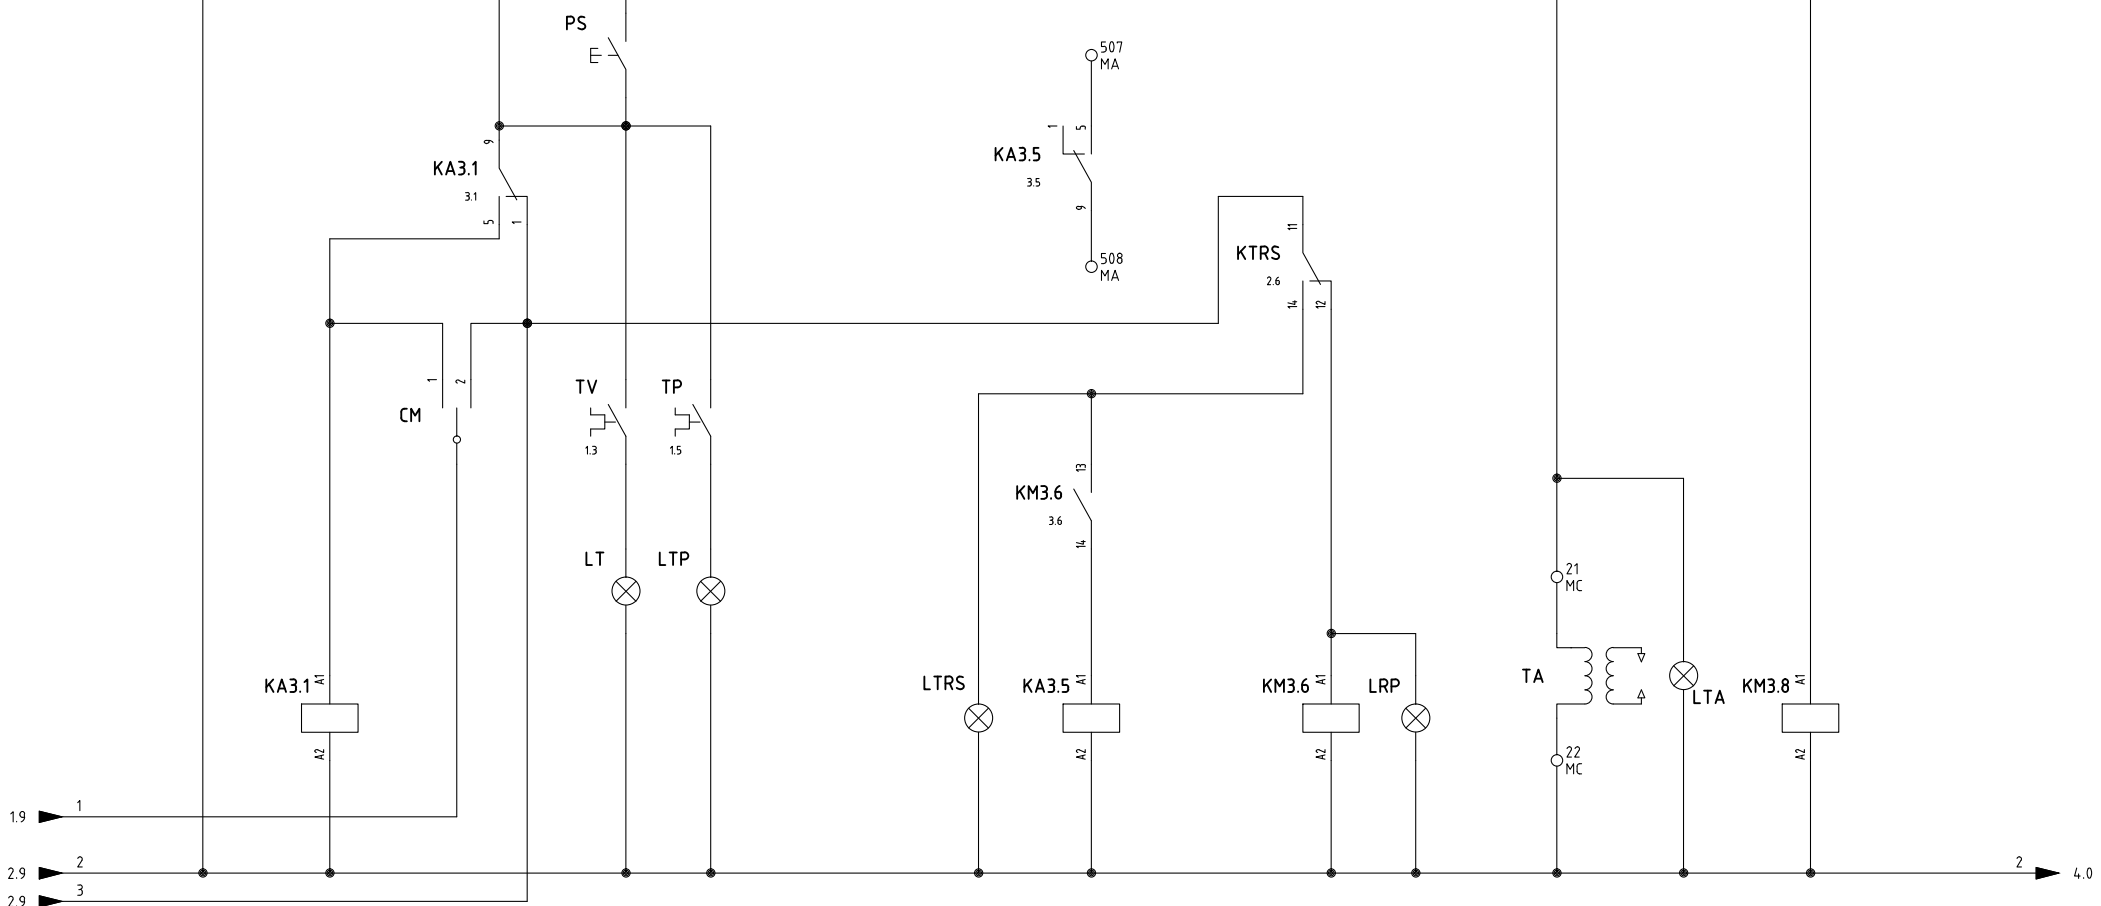 PS
507
MA
9
KA3.1
3.1
5
1
1
5
KA3.5
3.5
9
508
MA
11
KTRS
2.6
14
12
1
2
CM
TV
1.3
TP
1.5
13
KM3.6
3.6
14
LT
LTP
21
MC
KA3.1
A1
A2
LTRS
KA3.5
A1
A2
KM3.6
A1
A2
LRP
TA
LTA
KM3.8
A1
A2
22
MC
1.9
1
2.9
2
2
4.0
2.9
3